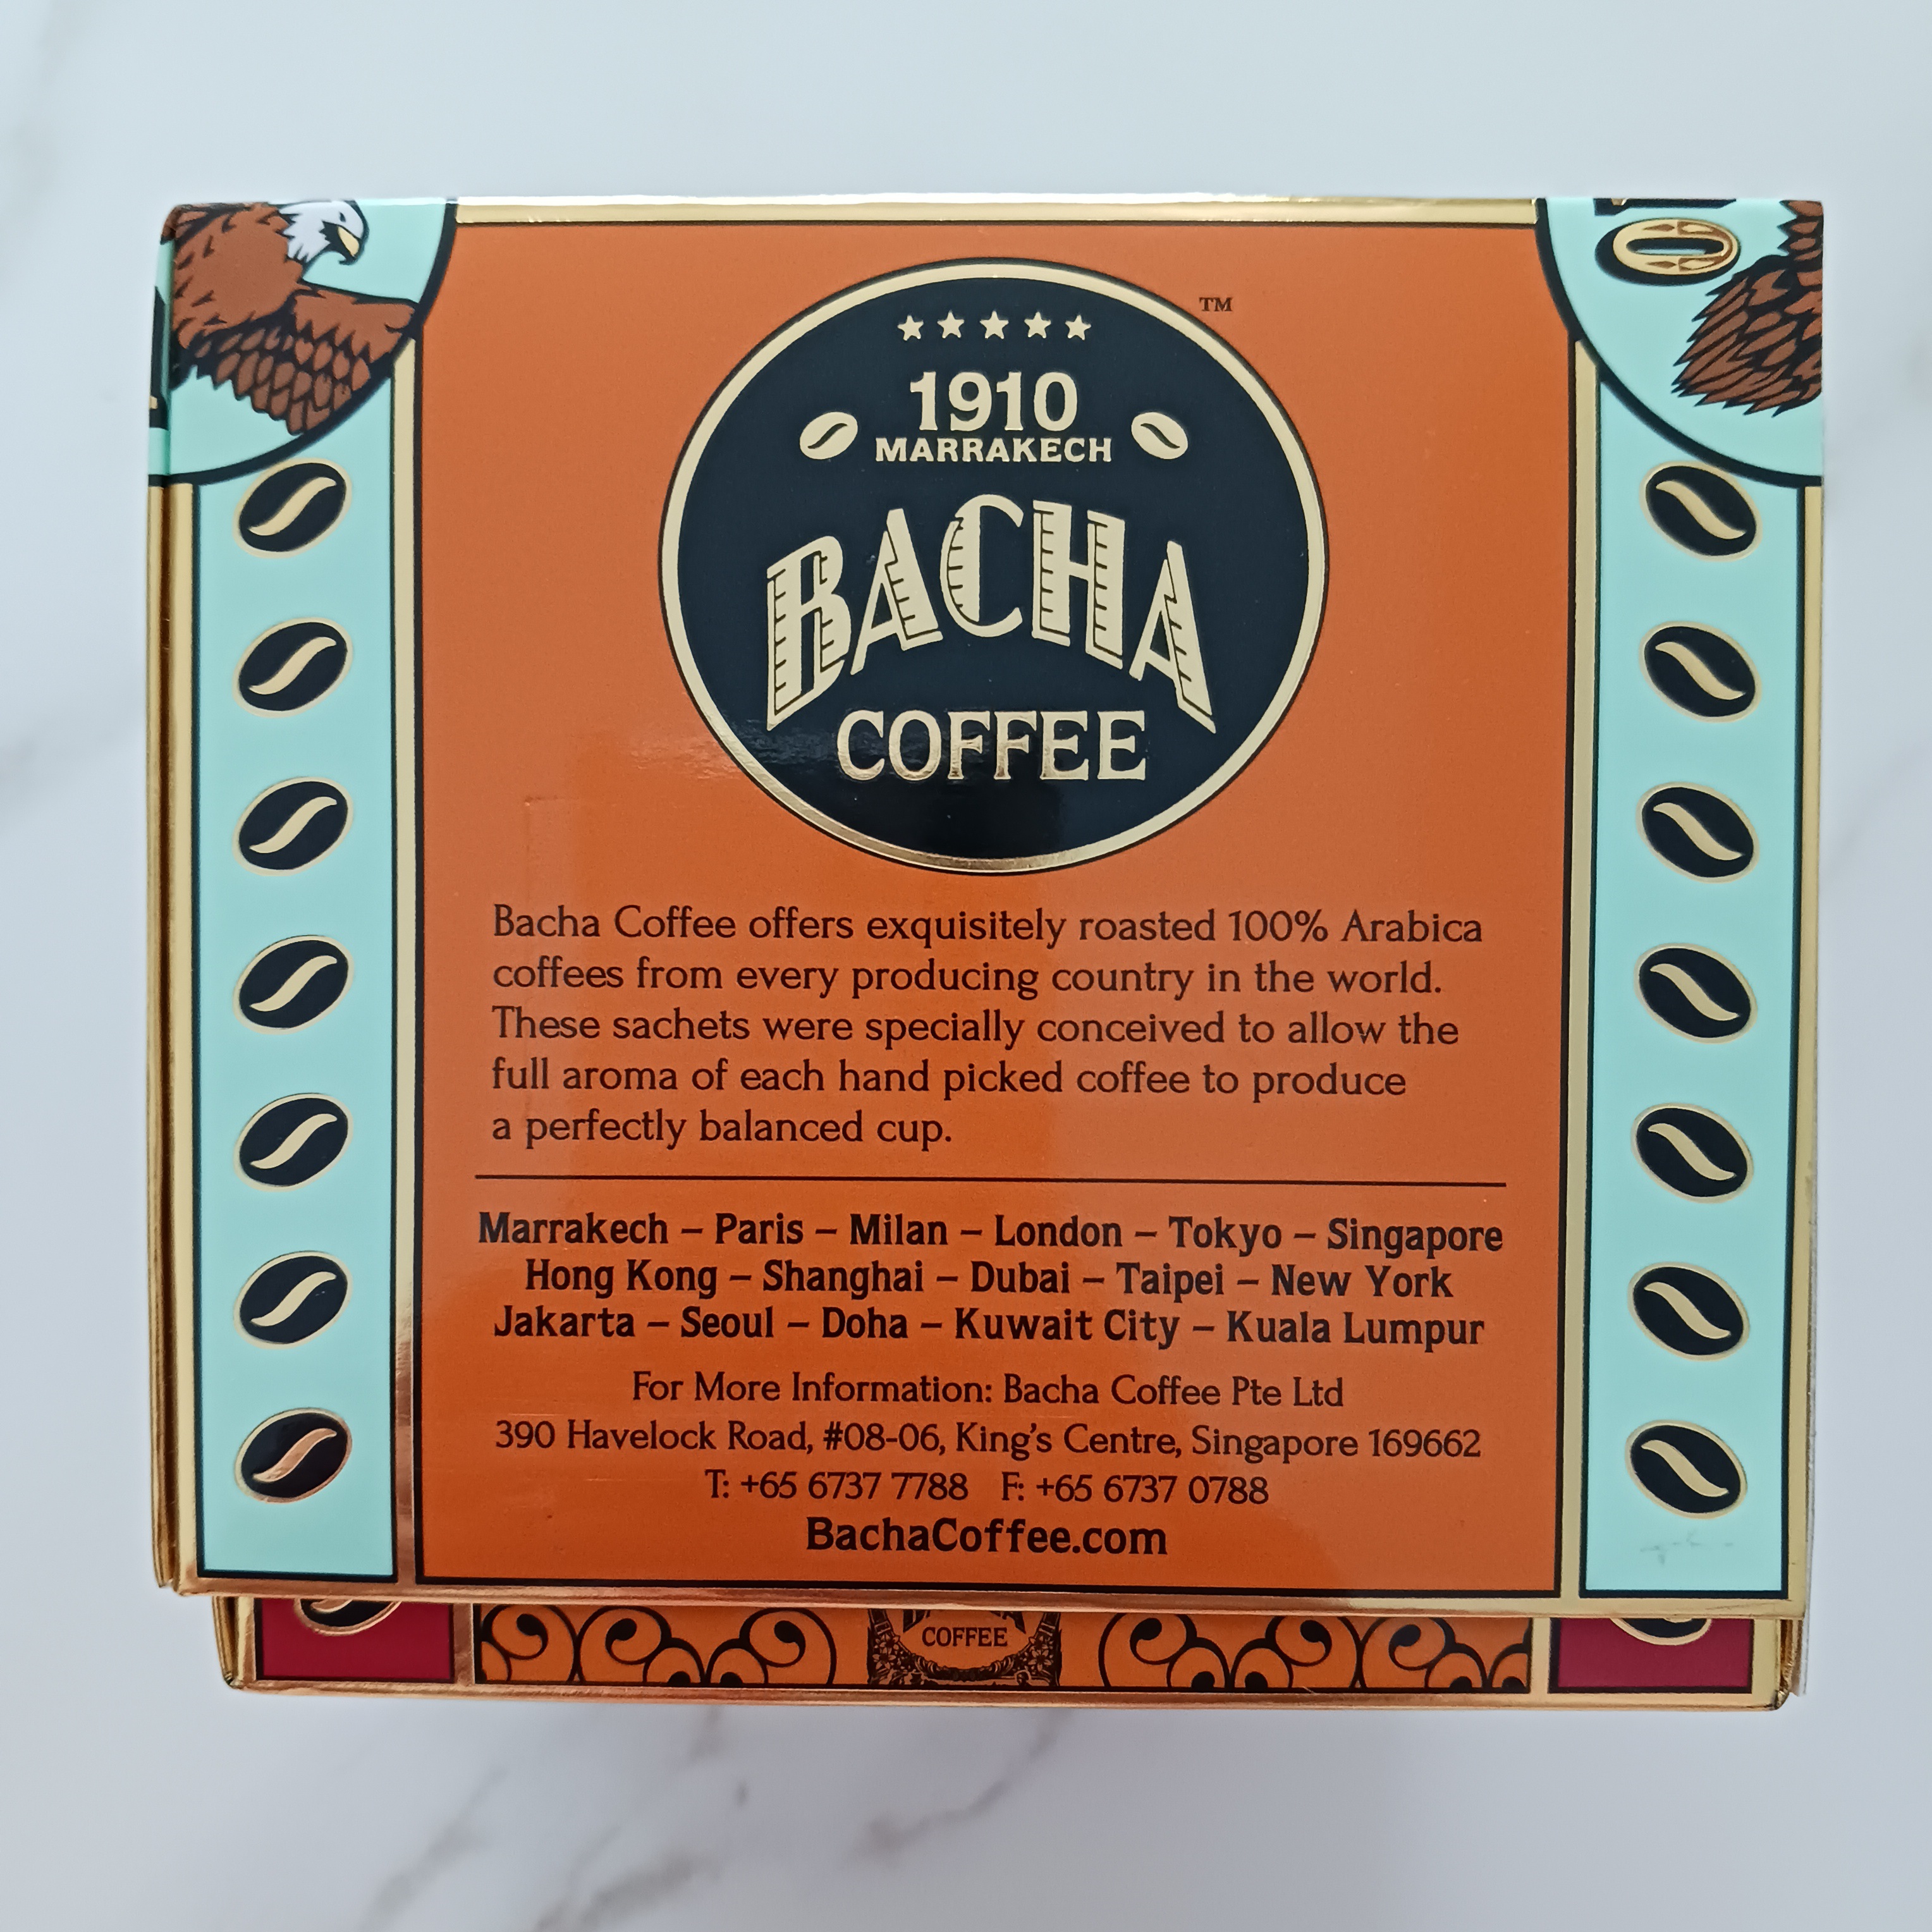 1910
MARRAKECH
BACHA
COFFEE
TM
Bacha Coffee offers exquisitely roasted 100% Arabica
coffees from every producing country in the world.
These sachets were specially conceived to allow the
full aroma of each hand picked coffee to produce
a perfectly balanced cup.
Marrakech – Paris – Milan – London – Tokyo – Singapore
Hong Kong – Shanghai – Dubai – Taipei – New York
Jakarta – Seoul – Doha – Kuwait City – Kuala Lumpur
For More Information: Bacha Coffee Pte Ltd
390 Havelock Road, #08-06, King's Centre, Singapore 169662
T: +65 6737 7788 F: +65 6737 0788
BachaCoffee.com
COFFEE